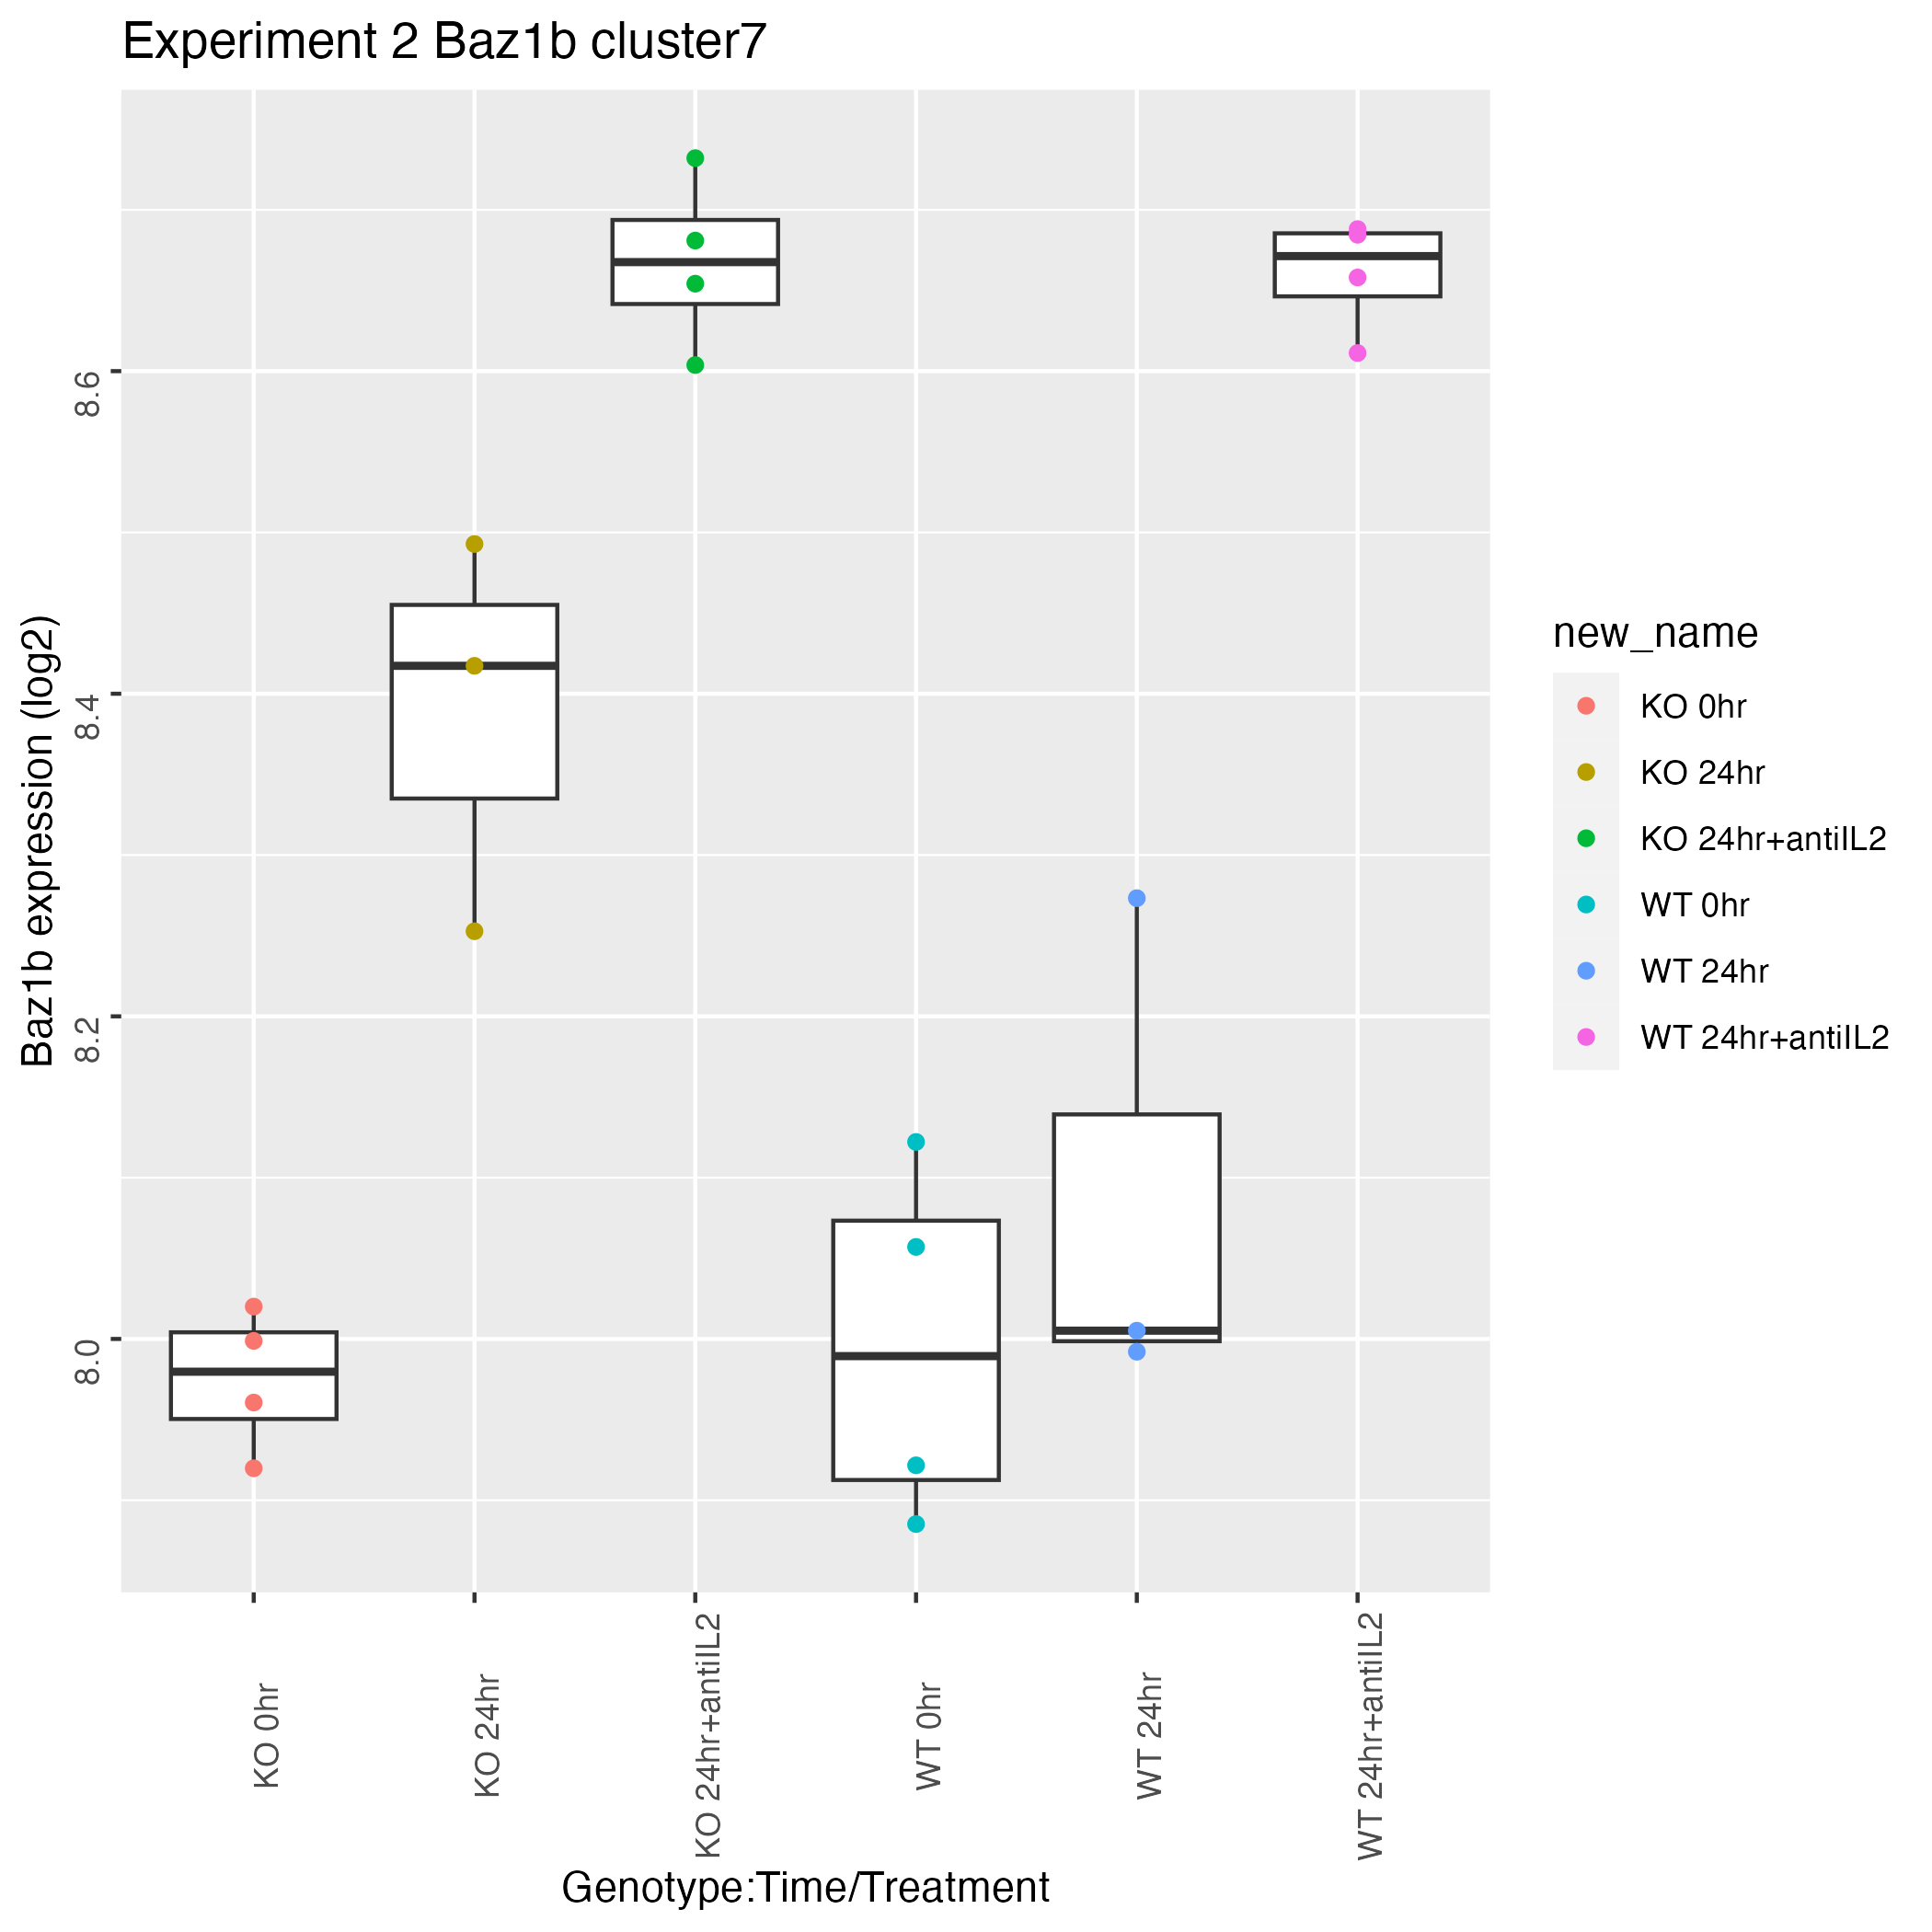 Experiment 2 Baz1b cluster7
Baz1b expression (log2)
8.6
8.4
8.2
8.0
KO 0hr
KO 24hr
KO 24hr+antiIL2
WT 0hr
WT 24hr
WT 24hr+antiIL2
Genotype:Time/Treatment
new_name
KO 0hr
KO 24hr
KO 24hr+antiIL2
WT 0hr
WT 24hr
WT 24hr+antiIL2